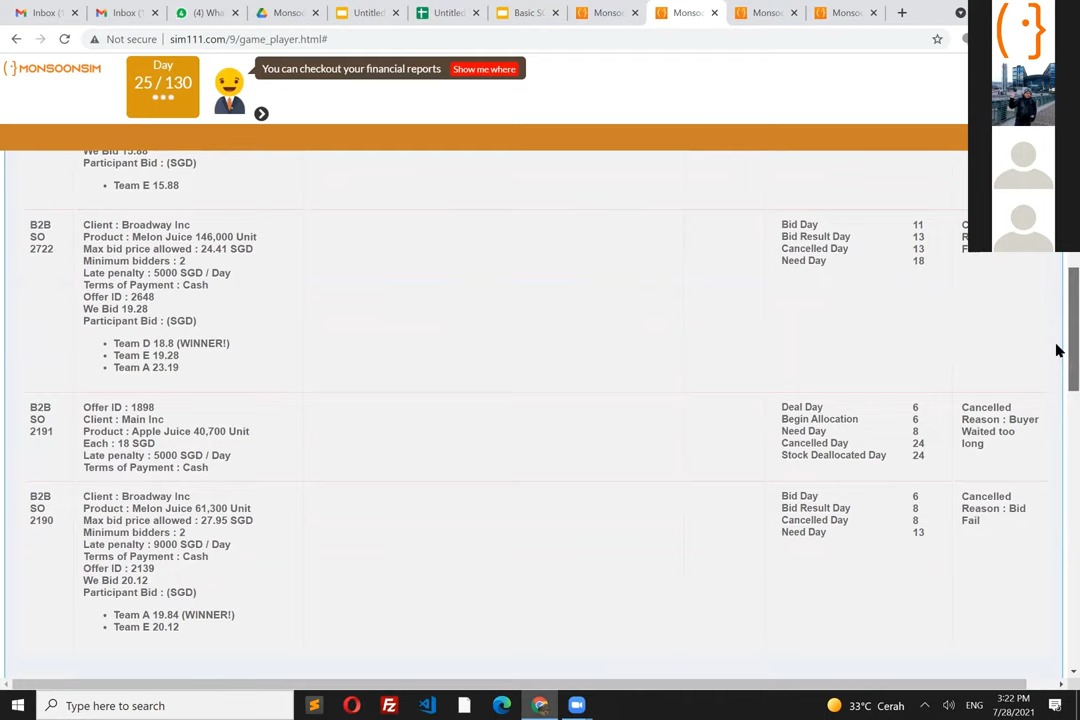 Inbox (1
Inbox (1
(4) Wha
Monsoo
Untitled
Untitled
Basic S
Monso
Monso
Monso
Monso
Not secure
sim111.com/9/game_player.html#
MONSOONSIM
Day
25 / 130
You can checkout your financial reports
Show me where
We Bid 15.88
Participant Bid : (SGD)
Team E 15.88
B2B
SO
2722
Client : Broadway Inc
Product : Melon Juice 146,000 Unit
Max bid price allowed : 24.41 SGD
Minimum bidders : 2
Late penalty : 5000 SGD / Day
Terms of Payment : Cash
Offer ID : 2648
We Bid 19.28
Participant Bid : (SGD)
Team D 18.8 (WINNER!)
Team E 19.28
Team A 23.19
Bid Day 11
Bid Result Day 13
Cancelled Day 13
Need Day 18
B2B
SO
2191
Offer ID : 1898
Client : Main Inc
Product : Apple Juice 40,700 Unit
Each : 18 SGD
Late penalty : 5000 SGD / Day
Terms of Payment : Cash
Deal Day 6
Begin Allocation 6
Need Day 8
Cancelled Day 24
Stock Deallocated Day 24
Cancelled
Reason : Buyer
Waited too
long
B2B
SO
2190
Client : Broadway Inc
Product : Melon Juice 61,300 Unit
Max bid price allowed : 27.95 SGD
Minimum bidders : 2
Late penalty : 9000 SGD / Day
Terms of Payment : Cash
Offer ID : 2139
We Bid 20.12
Participant Bid : (SGD)
Team A 19.84 (WINNER!)
Team E 20.12
Bid Day 6
Bid Result Day 8
Cancelled Day 8
Need Day 13
Cancelled
Reason : Bid
Fail
Type here to search
33°C Cerah
ENG
3:22 PM
7/28/2021